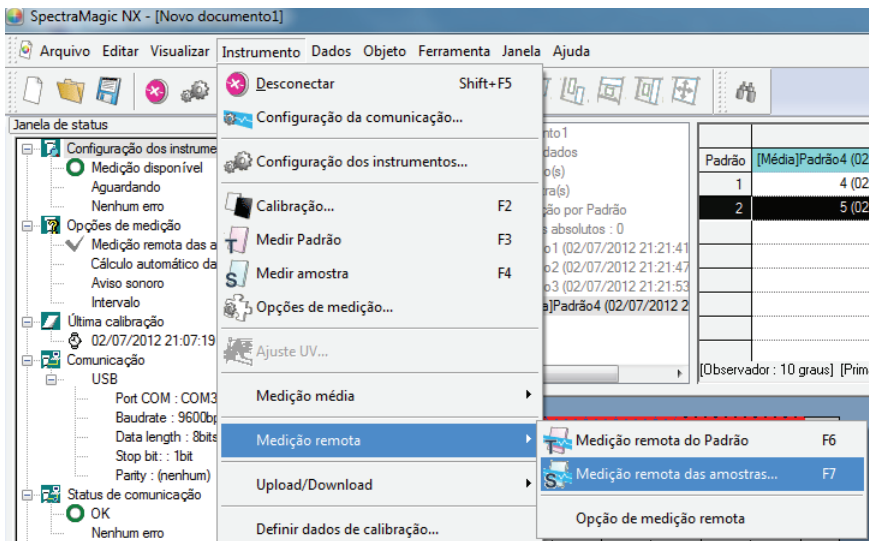 SpectraMagic NX - [Novo documento1]
Arquivo Editar Visualizar Instrumento Dados Objeto Ferramenta Janela Ajuda
Janela de status
Configuração dos instrume
Medição disponível
Aguardando
Nenhum erro
Opções de medição
Medição remota das a
Cálculo automático da
Aviso sonoro
Intervalo
Última calibração
02/07/2012 21:07:19
Comunicação
USB
Port COM : COM3
Baudrate : 9600bp
Data length : 8bits
Stop bit: : 1bit
Parity : (nenhum)
Status de comunicação
OK
Nenhum erro
Desconectar Shift+F5
Configuração da comunicação...
Configuração dos instrumentos...
Calibração... F2
Medir Padrão F3
Medir amostra F4
Opções de medição...
Ajuste UV...
Medição média
Medição remota
Upload/Download
Definir dados de calibração...
Medição remota do Padrão F6
Medição remota das amostras... F7
Opção de medição remota
nto1
dados
o(s)
ra(s)
ção por Padrão
s absolutos : 0
o1 (02/07/2012 21:21:41
o2 (02/07/2012 21:21:47
o3 (02/07/2012 21:21:53
a]Padrão4 (02/07/2012 2
Padrão [Média]Padrão4 (02
1 4 (02
2 5 (02
[Observador : 10 graus] [Prim